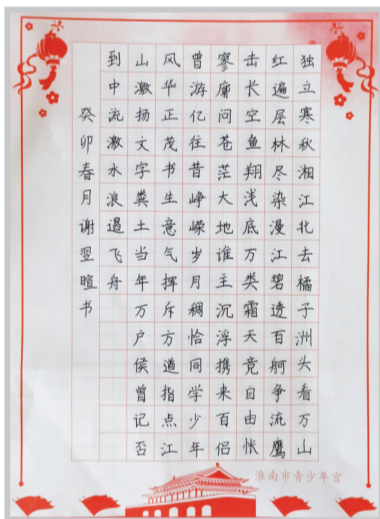 独立寒秋湘江北去橘子洲头看万山
红遍层林尽染漫江碧透百舸争流鹰
击长空鱼翔浅底万类霜天竞自由怅
寥廓问苍茫大地谁主沉浮携来百侣
曾游忆往昔峥嵘岁月稠恰同学少年
风华正茂书生意气挥斥方遒指点江
山激扬文字粪土当年万户侯曾记否
到中流激水浪遏飞舟
癸卯春月谢翌暄书
淮南市青少年宫